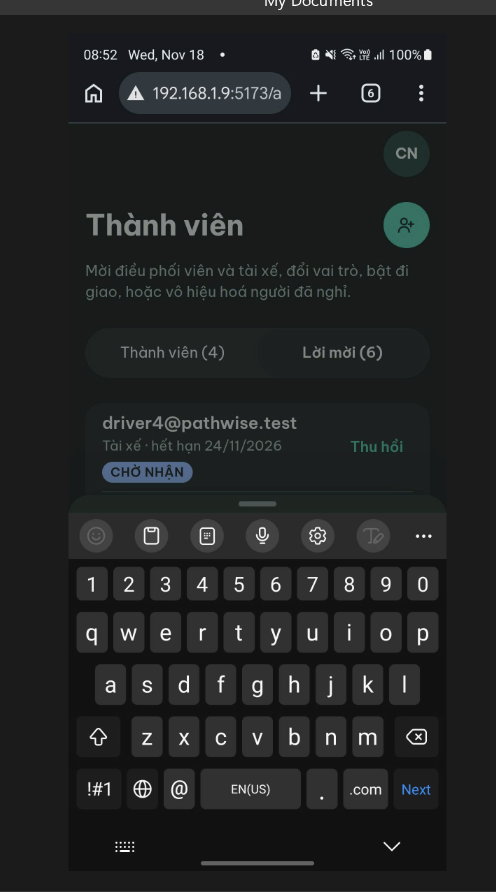 My Documents
08:52 Wed, Nov 18 • 100%
192.168.1.9:5173/a
6
CN
Thành viên
Mời điều phối viên và tài xế, đổi vai trò, bật đi
giao, hoặc vô hiệu hoá người đã nghỉ.
Thành viên (4) Lời mời (6)
driver4@pathwise.test
Tài xế · hết hạn 24/11/2026
Thu hồi
CHỜ NHẬN
1 2 3 4 5 6 7 8 9 0
q w e r t y u i o p
a s d f g h j k l
z x c v b n m
!#1 @ EN(US) . .com Next